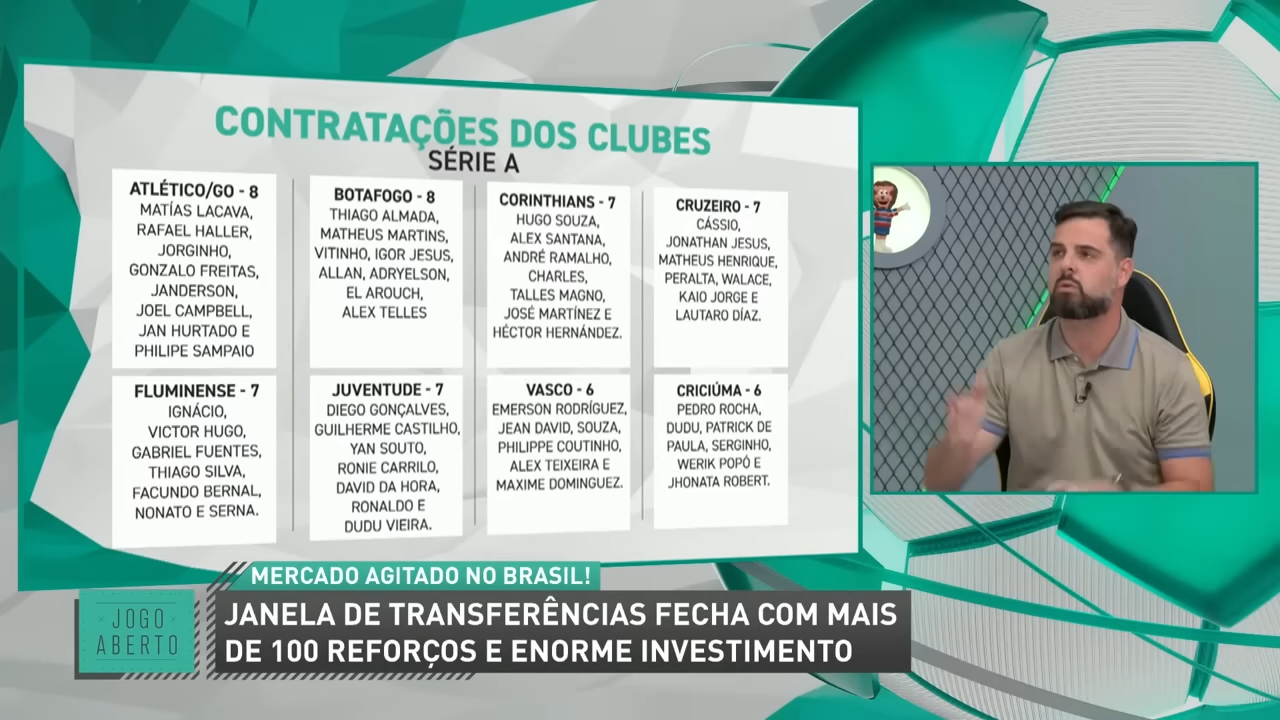 CONTRATAÇÕES DOS CLUBES
SÉRIE A
ATLÉTICO/GO - 8
MATÍAS LACAVA,
RAFAEL HALLER,
JORGINHO,
GONZALO FREITAS,
JANDERSON,
JOEL CAMPBELL,
JAN HURTADO E
PHILIPE SAMPAIO
BOTAFOGO - 8
THIAGO ALMADA,
MATHEUS MARTINS,
VITINHO, IGOR JESUS,
ALLAN, ADRYELSON,
EL AROUCH,
ALEX TELLES
CORINTHIANS - 7
HUGO SOUZA,
ALEX SANTANA,
ANDRÉ RAMALHO,
CHARLES,
TALLES MAGNO,
JOSÉ MARTÍNEZ E
HÉCTOR HERNÁNDEZ.
CRUZEIRO - 7
CÁSSIO,
JONATHAN JESUS,
MATHEUS HENRIQUE,
PERALTA, WALACE,
KAIO JORGE E
LAUTARO DÍAZ.
FLUMINENSE - 7
IGNÁCIO,
VICTOR HUGO,
GABRIEL FUENTES,
THIAGO SILVA,
FACUNDO BERNAL,
NONATO E SERNA.
JUVENTUDE - 7
DIEGO GONÇALVES,
GUILHERME CASTILHO,
YAN SOUTO,
RONIE CARRILO,
DAVID DA HORA,
RONALDO E
DUDU VIEIRA.
VASCO - 6
EMERSON RODRÍGUEZ,
JEAN DAVID, SOUZA,
PHILIPPE COUTINHO,
ALEX TEIXEIRA E
MAXIME DOMINGUEZ.
CRICIÚMA - 6
PEDRO ROCHA,
DUDU, PATRICK DE
PAULA, SERGINHO,
WERIK POPÓ E
JHONATA ROBERT.
MERCADO AGITADO NO BRASIL!
JOGO
ABERTO
JANELA DE TRANSFERÊNCIAS FECHA COM MAIS
DE 100 REFORÇOS E ENORME INVESTIMENTO